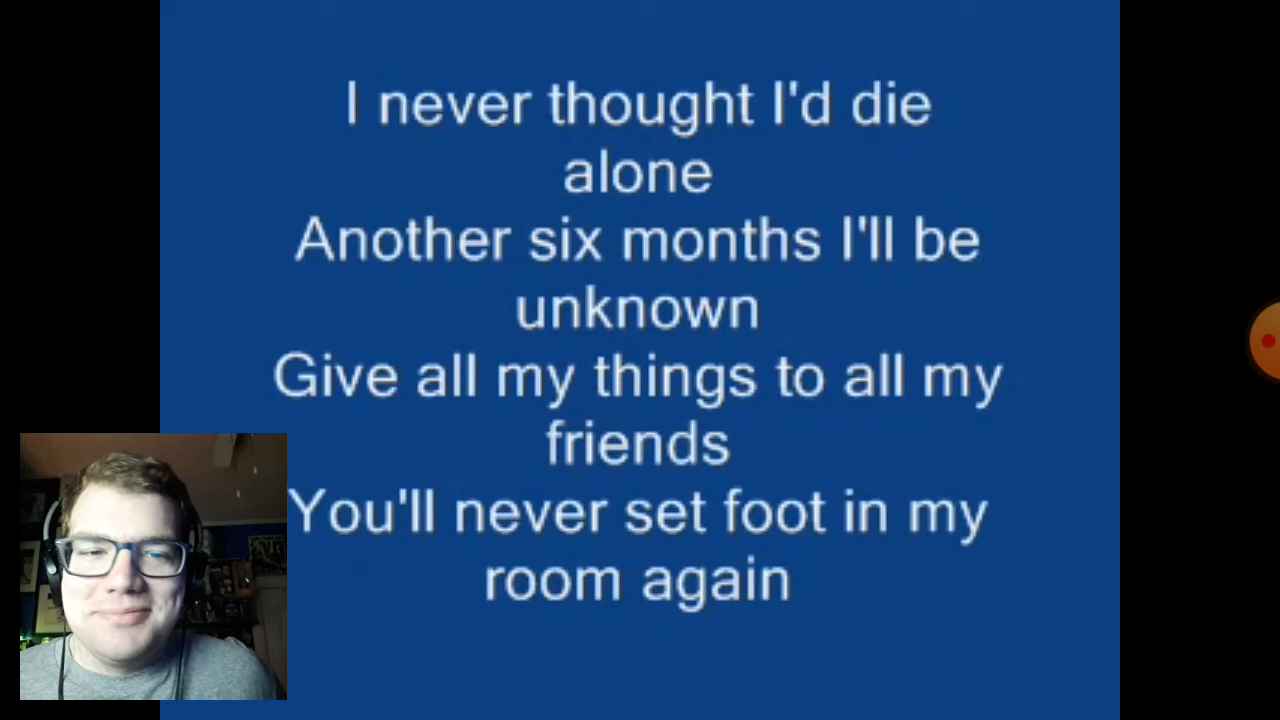 I never thought I'd die
alone
Another six months I'll be
unknown
Give all my things to all my
friends
You'll never set foot in my
room again